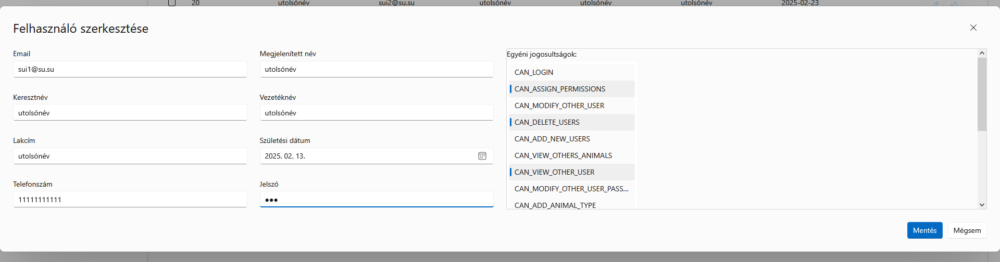 20 utolsónév sui2@su.su utolsónév utolsónév utolsónév 2025-02-23
Felhasználó szerkesztése
Email
sui1@su.su
Megjelenített név
utolsónév
Keresztnév
utolsónév
Vezetéknév
utolsónév
Lakcím
utolsónév
Születési dátum
2025. 02. 13.
Telefonszám
11111111111
Jelszó
●●●
Egyéni jogosultságok:
CAN_LOGIN
CAN_ASSIGN_PERMISSIONS
CAN_MODIFY_OTHER_USER
CAN_DELETE_USERS
CAN_ADD_NEW_USERS
CAN_VIEW_OTHERS_ANIMALS
CAN_VIEW_OTHER_USER
CAN_MODIFY_OTHER_USER_PASS...
CAN_ADD_ANIMAL_TYPE
Mentés
Mégsem